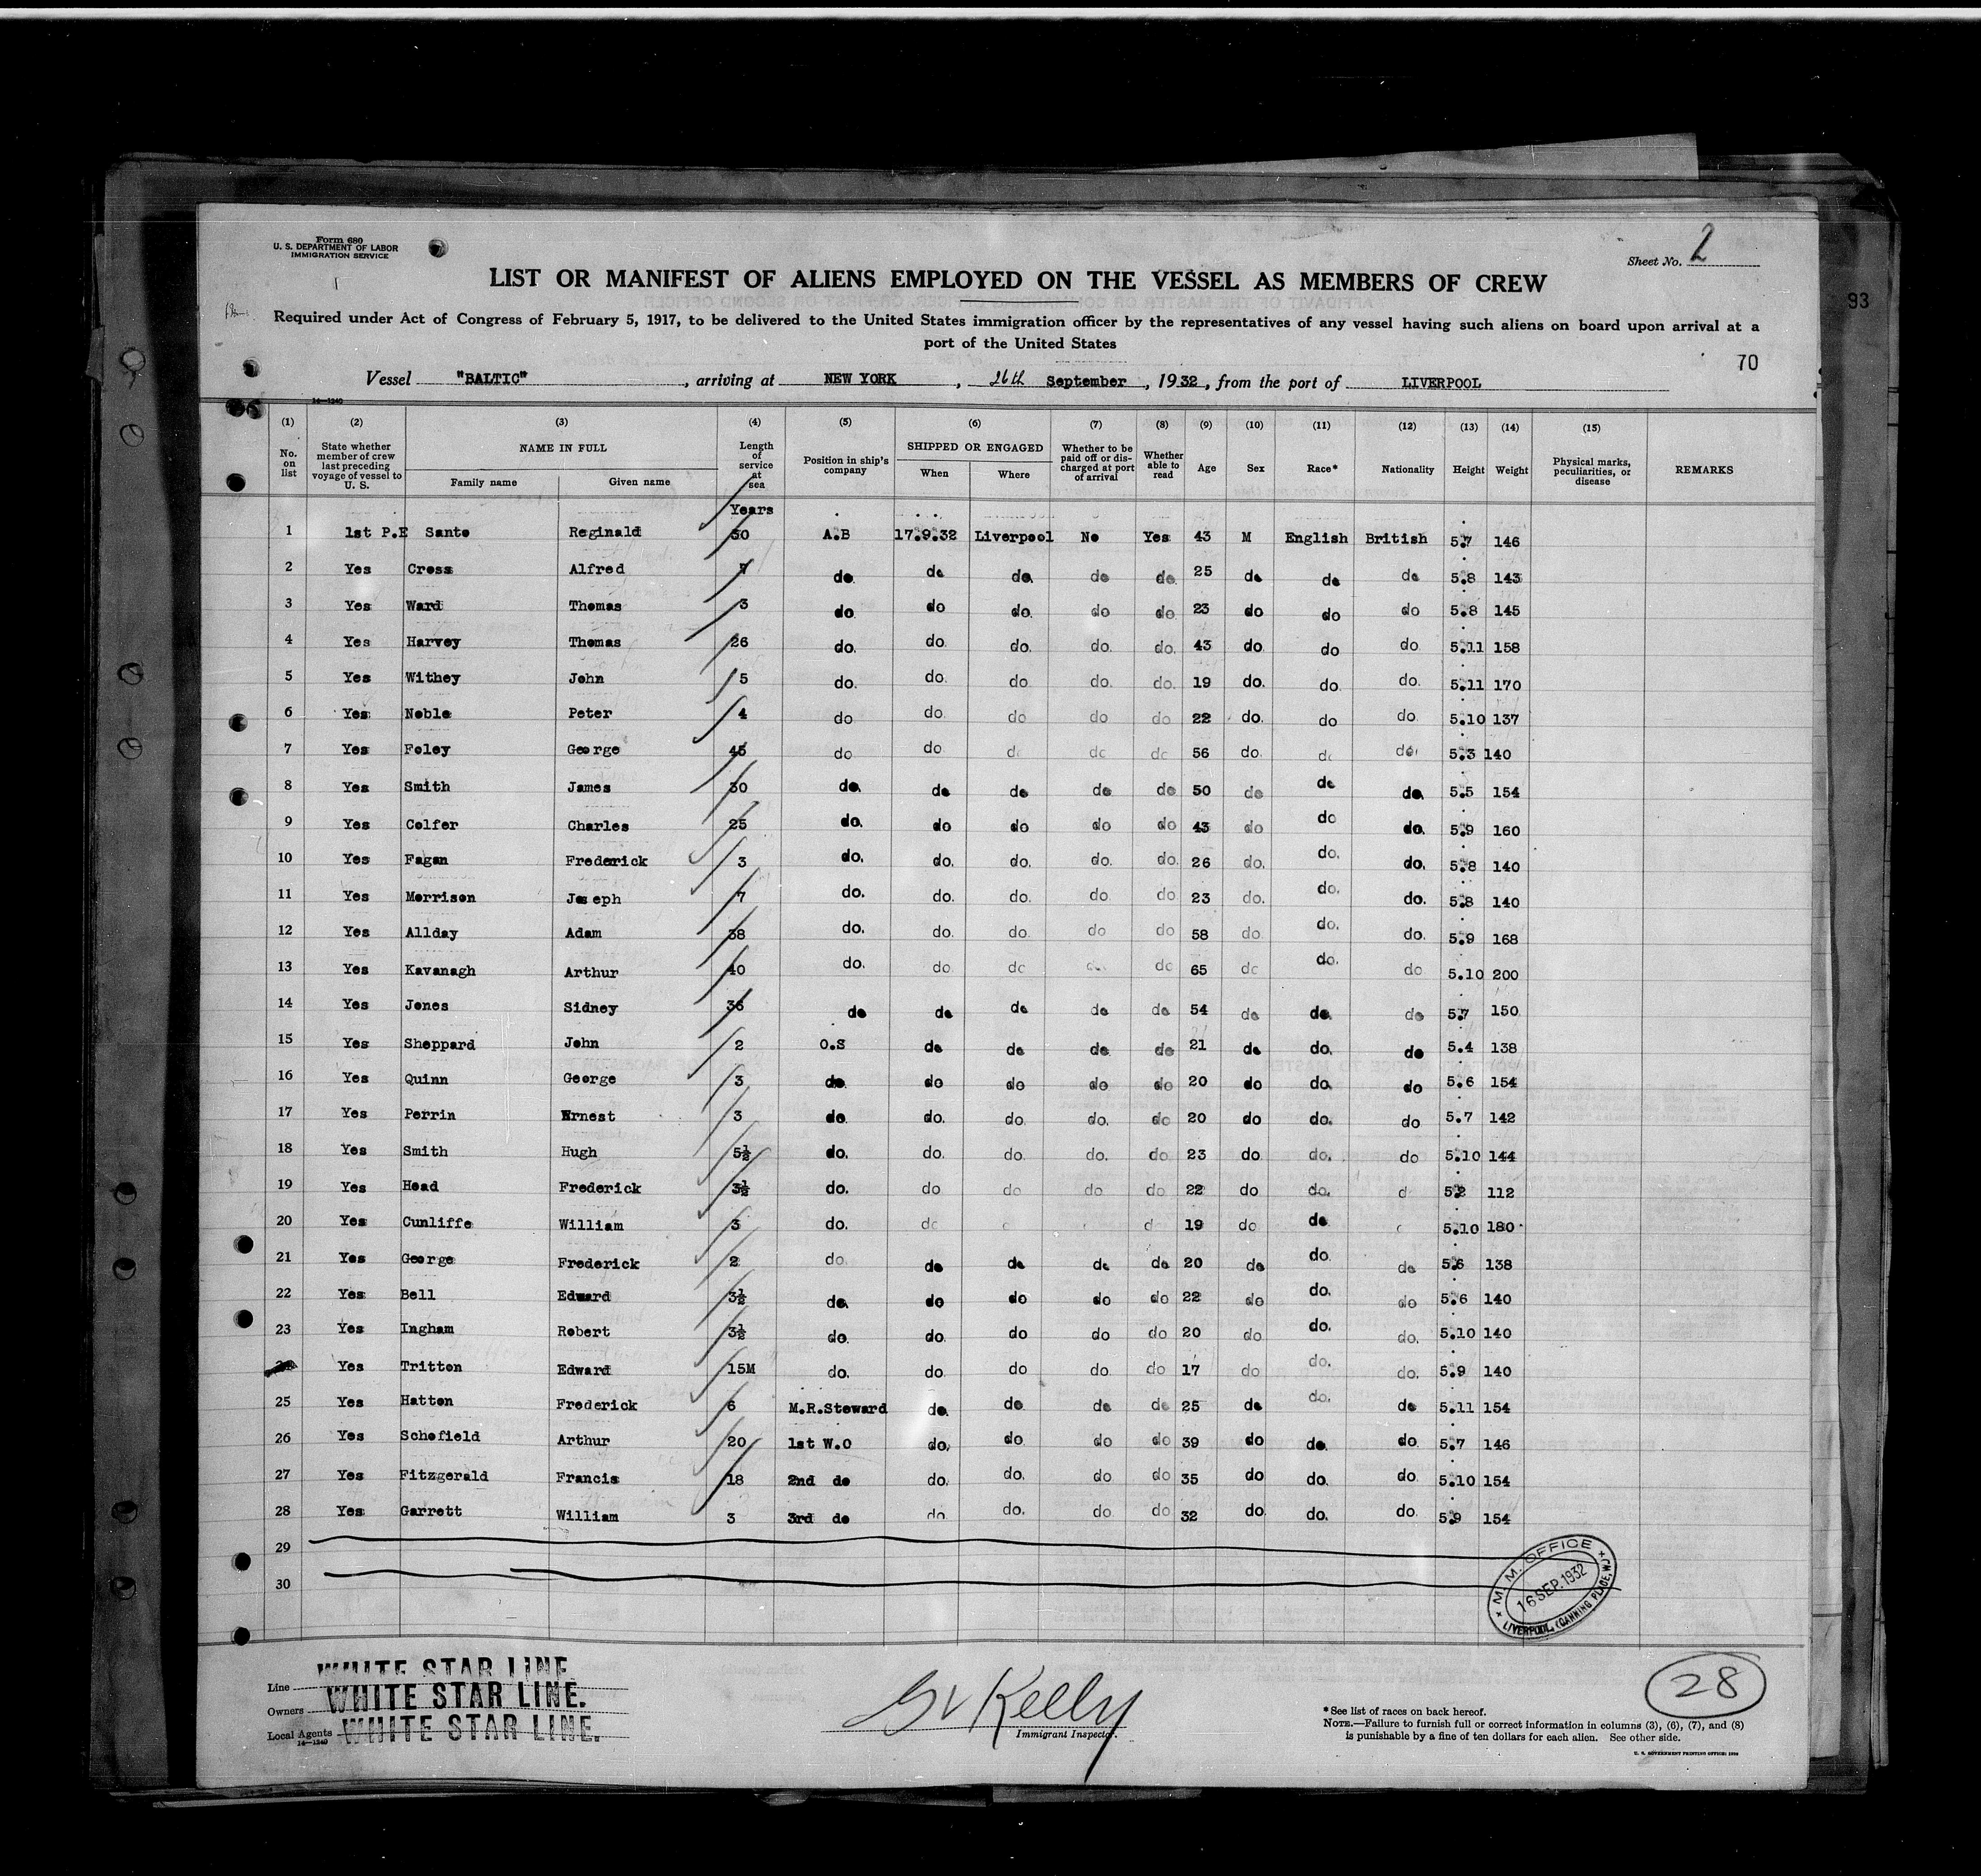 Form 680
U. S. DEPARTMENT OF LABOR
IMMIGRATION SERVICE
Sheet No. 2
LIST OR MANIFEST OF ALIENS EMPLOYED ON THE VESSEL AS MEMBERS OF CREW
93
Required under Act of Congress of February 5, 1917, to be delivered to the United States immigration officer by the representatives of any vessel having such aliens on board upon arrival at a
port of the United States
70
Vessel "BALTIC", arriving at NEW YORK, 26th September, 1932, from the port of LIVERPOOL
14—1240
(1) (2) (3) (4) (5) (6) (7) (8) (9) (10) (11) (12) (13) (14) (15)
No. on list State whether member of crew last preceding voyage of vessel to U. S. NAME IN FULL Family name Given name Length of service at sea Position in ship's company SHIPPED OR ENGAGED When Where Whether to be paid off or discharged at port of arrival Whether able to read Age Sex Race* Nationality Height Weight Physical marks, peculiarities, or disease REMARKS
Years
1 1st P.E Sante Reginald 30 A.B 17.9.32 Liverpool No Yes 43 M English British 5.7 146
2 Yes Cross Alfred 7 do. do do. do do. 25 do do do 5.8 143
3 Yes Ward Thomas 3 do. do do. do do. 23 do do do 5.8 145
4 Yes Harvey Thomas 26 do. do. do. do. do. 43 do. do do 5.11 158
5 Yes Withey John 5 do. do. do do. do. 19 do. do. do. 5.11 170
6 Yes Noble Peter 4 do do do do do 22 do. do do 5.10 137
7 Yes Foley George 45 do do do do do 56 do. do do 5.3 140
8 Yes Smith James 30 do. do do do do 50 do do do. 5.5 154
9 Yes Colfer Charles 25 do. do do do do 43 do do do. 5.9 160
10 Yes Fagan Frederick 3 do. do. do. do. do. 26 do. do. do. 5.8 140
11 Yes Morrison Joseph 7 do. do. do. do do 23 do. do. do. 5.8 140
12 Yes Allday Adam 38 do. do. do. do do 58 do do. do. 5.9 168
13 Yes Kavanagh Arthur 40 do. do do do do 65 do do. do 5.10 200
14 Yes Jones Sidney 36 do do do do do 54 do do. do 5.7 150
15 Yes Sheppard John 2 O.S do do do do 21 do do. do 5.4 138
16 Yes Quinn George 3 do. do do do do 20 do do. do 5.6 154
17 Yes Perrin Ernest 3 do. do. do. do. do 20 do do. do 5.7 142
18 Yes Smith Hugh 5½ do. do. do. do. do 23 do do. do 5.10 144
19 Yes Head Frederick 3½ do. do do do do 22 do do. d 5.2 112
20 Yes Cunliffe William 3 do. do d 19 do do 5.10 180
21 Yes George Frederick 2 do. do do do do 20 do do do 5.6 138
22 Yes Bell Edward 3½ do. do do do do 22 do do. do 5.6 140
23 Yes Ingham Robert 3½ do. do. do do do 20 do do. do. 5.10 140
24 Yes Tritton Edward 15M do. do. do do do 17 do do. do. 5.9 140
25 Yes Hatton Frederick 6 M.R.Steward do. do do do 25 do do. do 5.11 154
26 Yes Schofield Arthur 20 1st W.O do. do do do 39 do do. do 5.7 146
27 Yes Fitzgerald Francis 18 2nd do do. do. do do 35 do do. do 5.10 154
28 Yes Garrett William 3 3rd do do. do. do do 32 do do. do. 5.9 154
29
30
M. M. OFFICE
16 SEP. 1932
LIVERPOOL, (CANNING PLACE, NO.
Line WHITE STAR LINE.
Owners WHITE STAR LINE.
Local Agents WHITE STAR LINE.
14—1240
Kelly
Immigrant Inspector.
28
*See list of races on back hereof.
NOTE.—Failure to furnish full or correct information in columns (3), (6), (7), and (8)
is punishable by a fine of ten dollars for each alien. See other side.
U. S. GOVERNMENT PRINTING OFFICE: